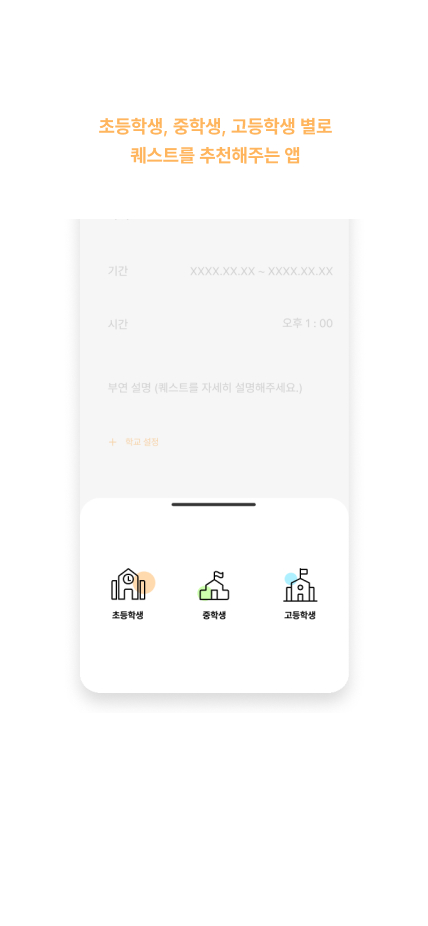 초등학생, 중학생, 고등학생 별로
퀘스트를 추천해주는 앱
기간 XXXX.XX.XX ~ XXXX.XX.XX
시간 오후 1 : 00
부연 설명 (퀘스트를 자세히 설명해주세요.)
+ 학교 설정
초등학생 중학생 고등학생